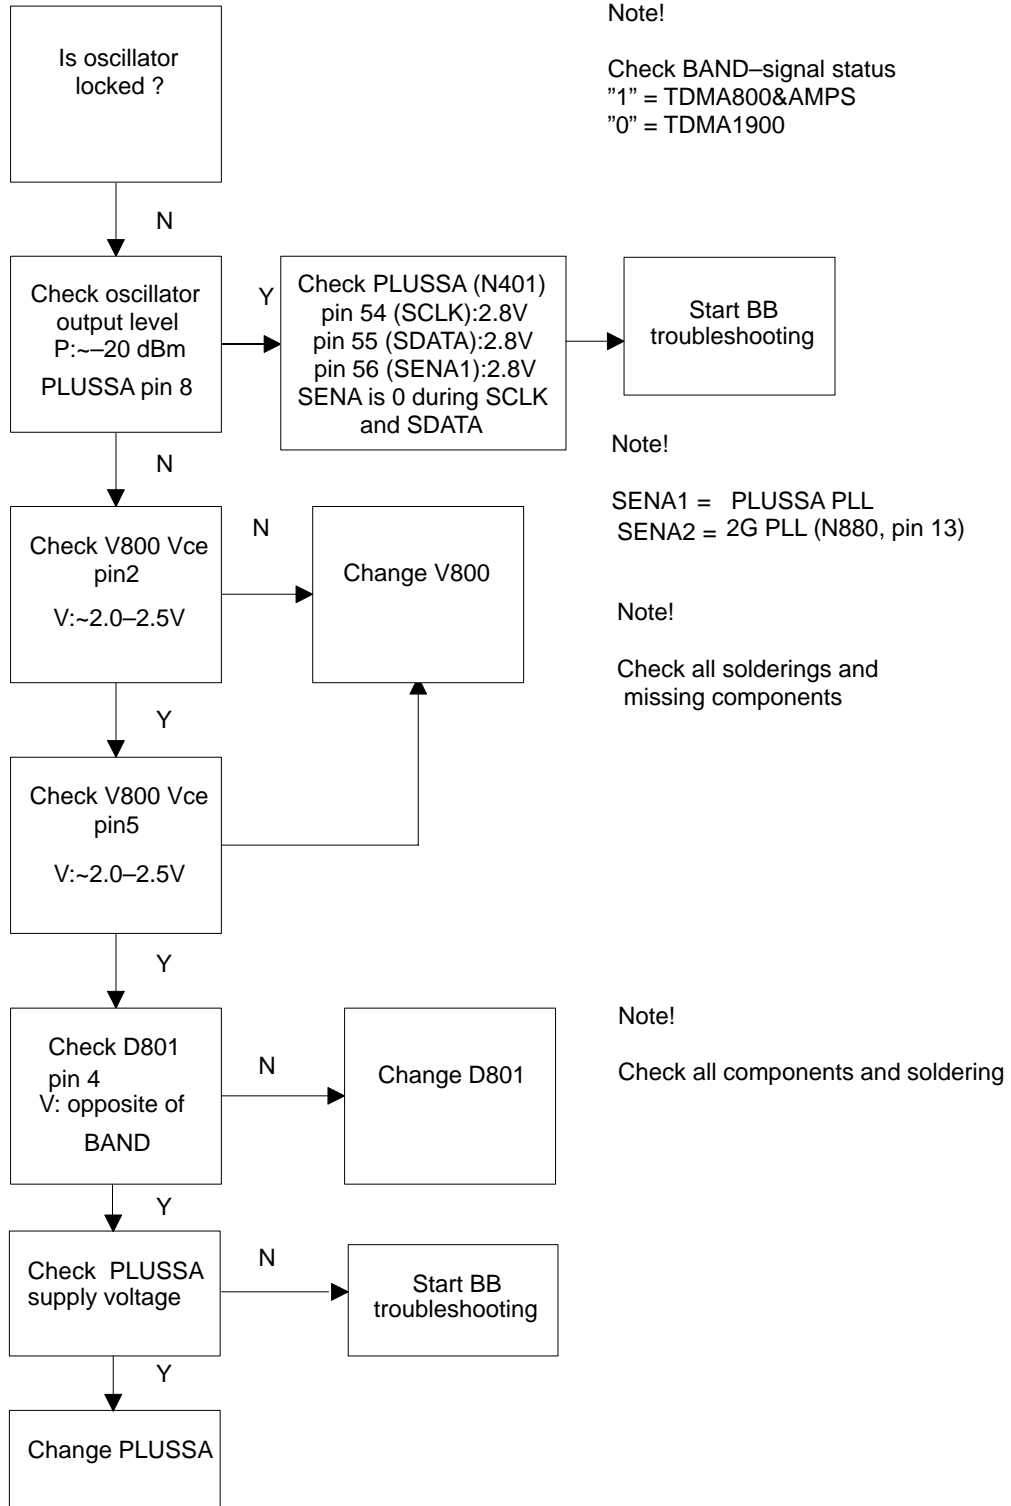 Note!
Is oscillator
locked ?
Check BAND–signal status
”1” = TDMA800&AMPS
”0” = TDMA1900
N
Check oscillator
output level
P:~–20 dBm
PLUSSA pin 8
Y
Check PLUSSA (N401)
pin 54 (SCLK):2.8V
pin 55 (SDATA):2.8V
pin 56 (SENA1):2.8V
SENA is 0 during SCLK
and SDATA
Start BB
troubleshooting
N
Note!
SENA1 = PLUSSA PLL
SENA2 = 2G PLL (N880, pin 13)
Check V800 Vce
pin2
V:~2.0–2.5V
N
Change V800
Note!
Check all solderings and
missing components
Y
Check V800 Vce
pin5
V:~2.0–2.5V
Y
Check D801
pin 4
V: opposite of
BAND
N
Change D801
Note!
Check all components and soldering
Y
Check PLUSSA
supply voltage
N
Start BB
troubleshooting
Y
Change PLUSSA